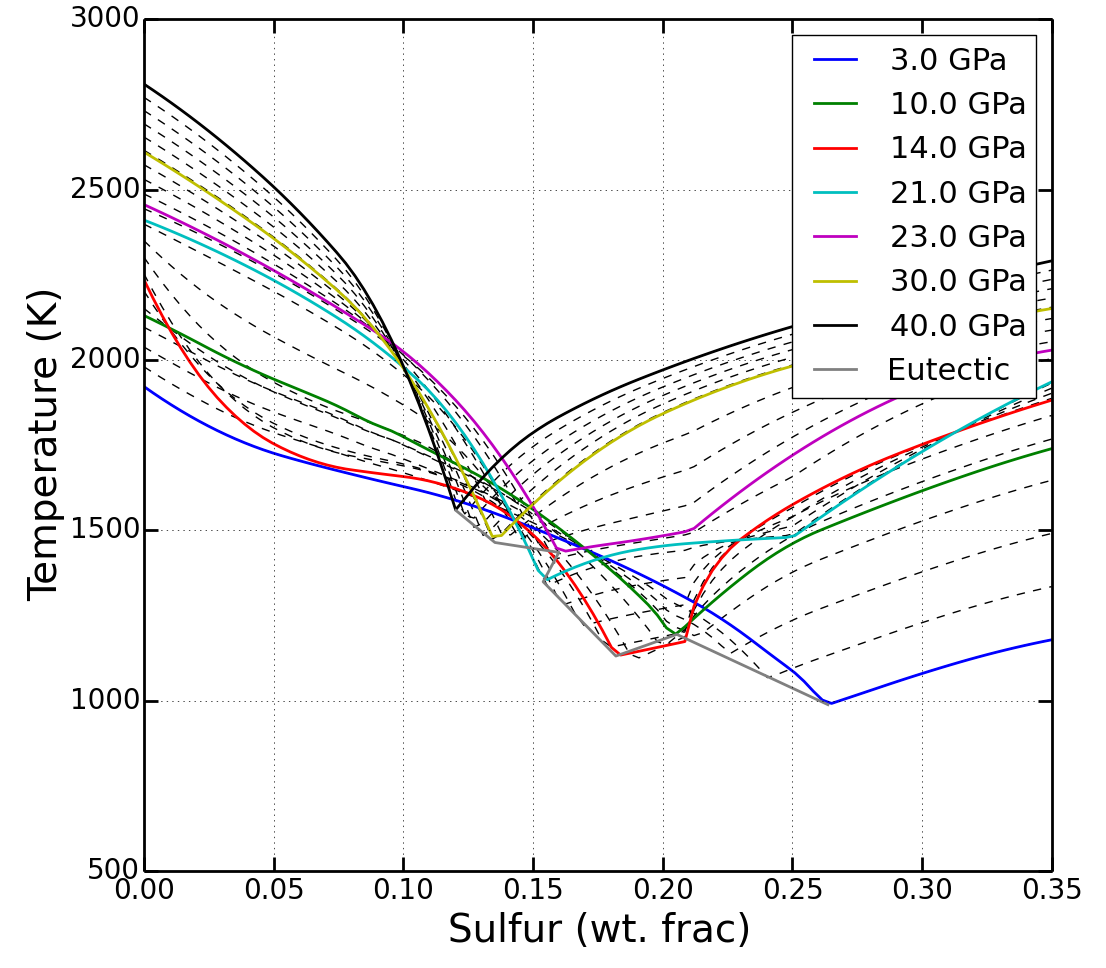 3000
2500
2000
1500
1000
500
Temperature (K)
0.00 0.05 0.10 0.15 0.20 0.25 0.30 0.35
Sulfur (wt. frac)
3.0 GPa
10.0 GPa
14.0 GPa
21.0 GPa
23.0 GPa
30.0 GPa
40.0 GPa
Eutectic